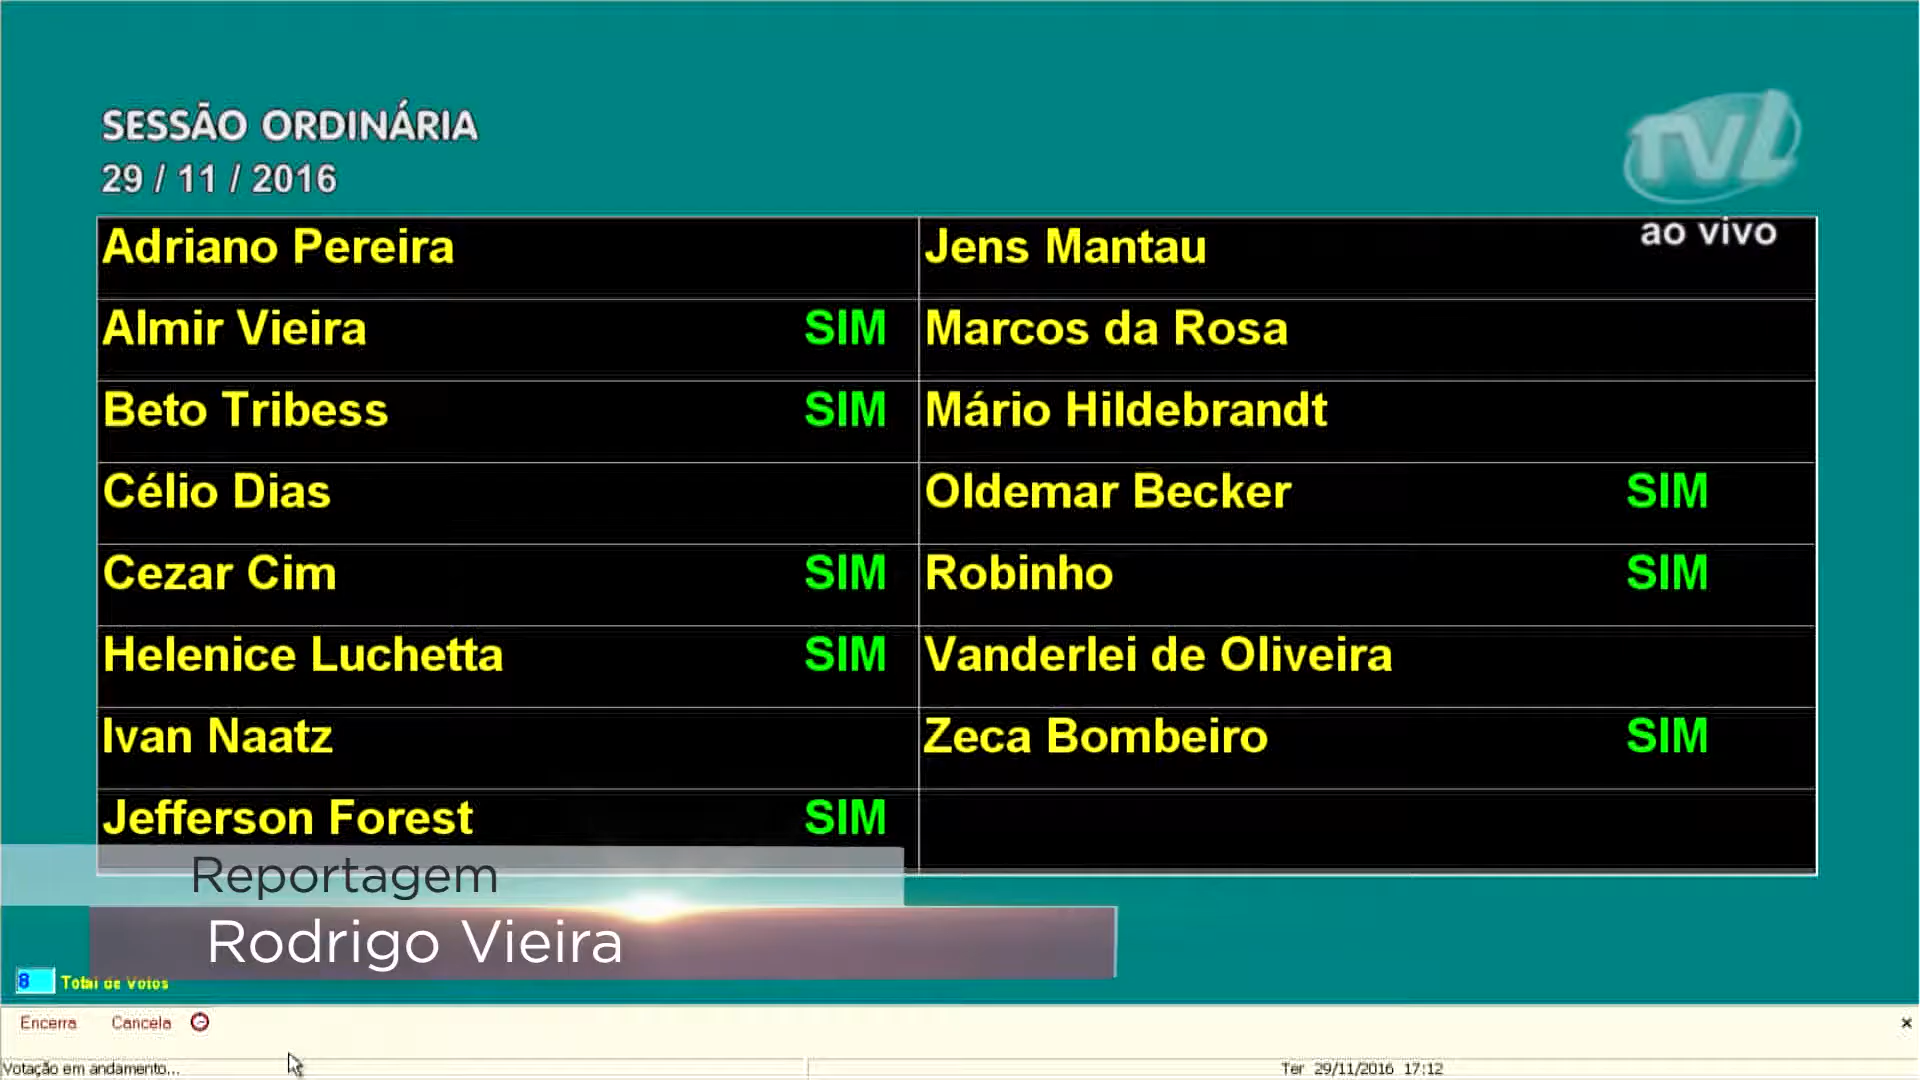 SESSÃO ORDINÁRIA
29 / 11 / 2016
TVL
ao vivo
Adriano Pereira
Almir Vieira SIM
Beto Tribess SIM
Célio Dias
Cezar Cim SIM
Helenice Luchetta SIM
Ivan Naatz
Jefferson Forest SIM
Jens Mantau
Marcos da Rosa
Mário Hildebrandt
Oldemar Becker SIM
Robinho SIM
Vanderlei de Oliveira
Zeca Bombeiro SIM
Reportagem
Rodrigo Vieira
8 Total de Votos
Encerra Cancela
Votação em andamento... Ter 29/11/2016 17:12